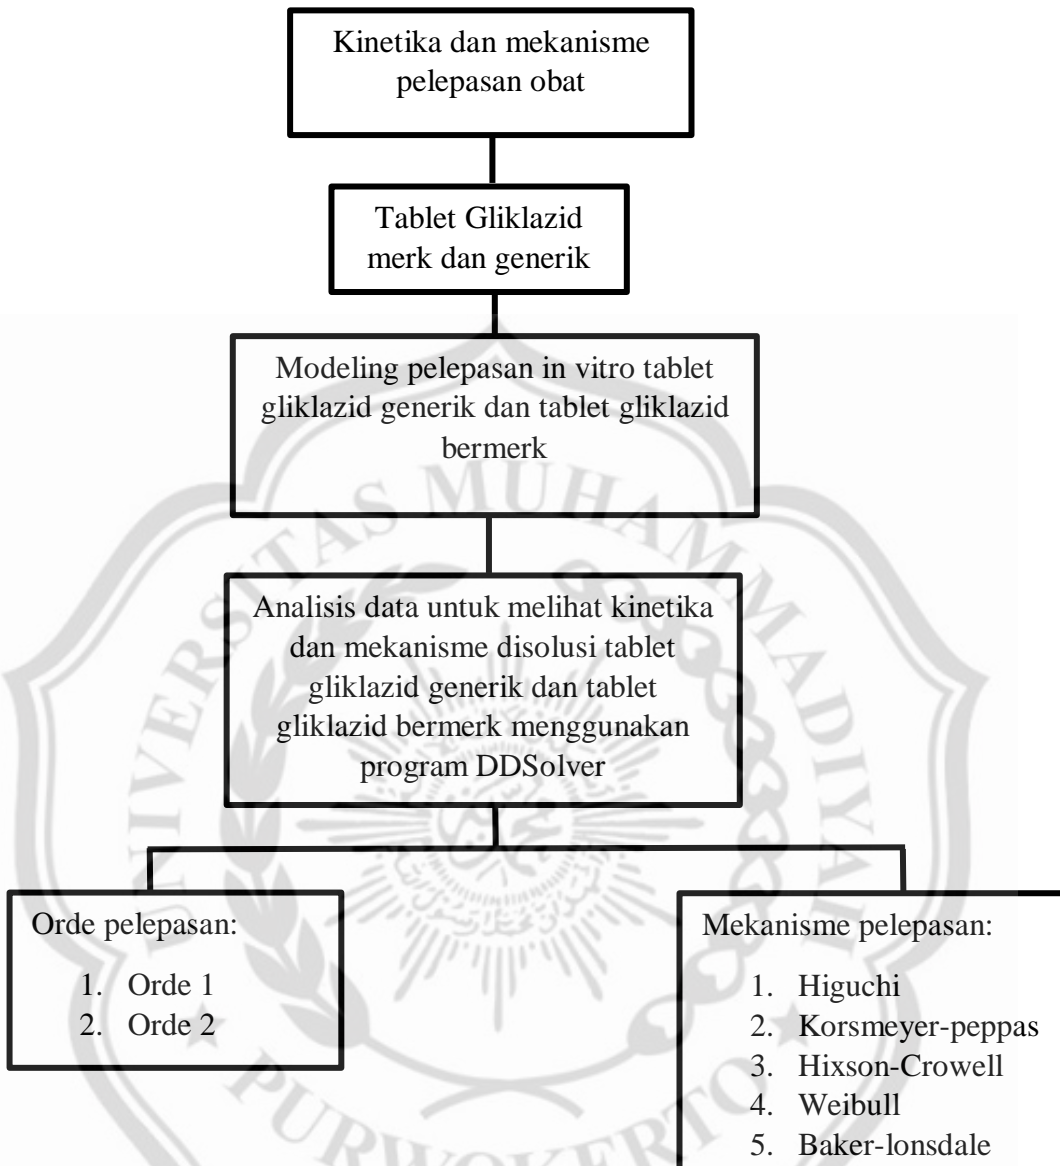 Kinetika dan mekanisme
pelepasan obat
Tablet Gliklazid
merk dan generik
Modeling pelepasan in vitro tablet
gliklazid generik dan tablet gliklazid
bermerk
Analisis data untuk melihat kinetika
dan mekanisme disolusi tablet
gliklazid generik dan tablet
gliklazid bermerk menggunakan
program DDSolver
Orde pelepasan:
1. Orde 1
2. Orde 2
Mekanisme pelepasan:
1. Higuchi
2. Korsmeyer-peppas
3. Hixson-Crowell
4. Weibull
5. Baker-lonsdale
UNIVERSITAS MUHAMMADIYAH
PURWOKERTO